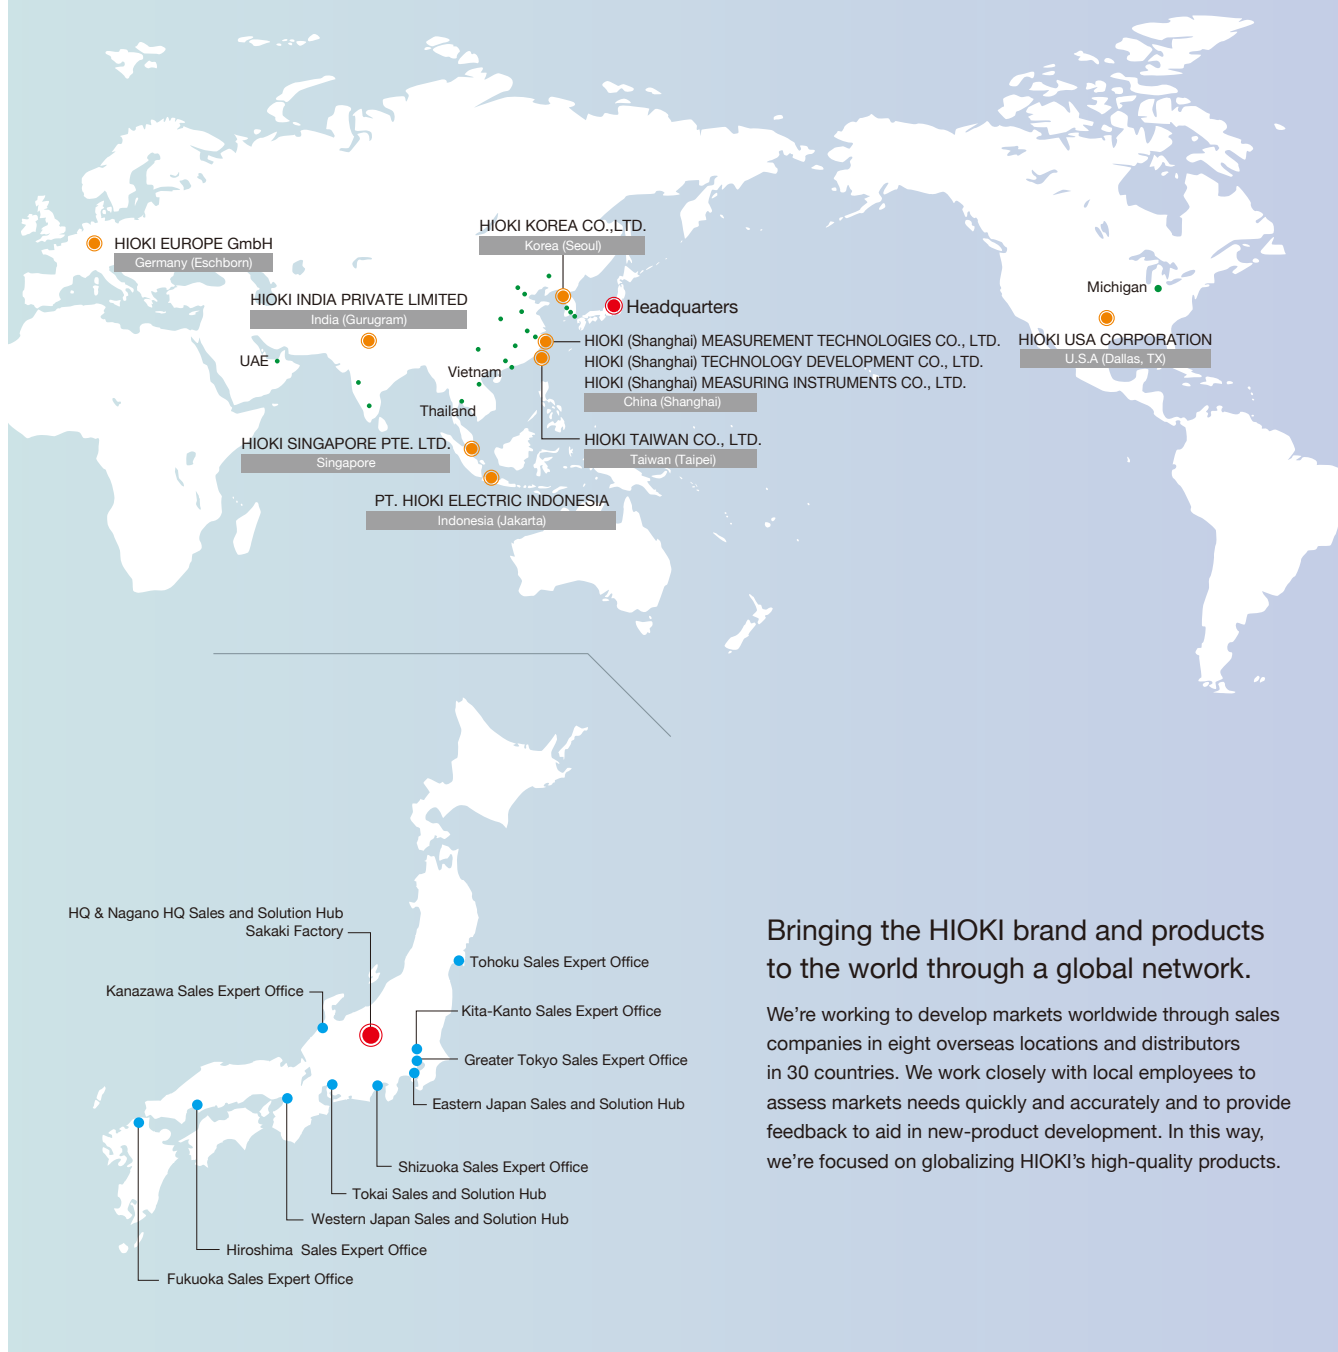 HIOKI KOREA CO.,LTD.
Korea (Seoul)
HIOKI EUROPE GmbH
Germany (Eschborn)
HIOKI INDIA PRIVATE LIMITED
India (Gurugram)
Michigan
Headquarters
HIOKI (Shanghai) MEASUREMENT TECHNOLOGIES CO., LTD.
HIOKI (Shanghai) TECHNOLOGY DEVELOPMENT CO., LTD.
HIOKI (Shanghai) MEASURING INSTRUMENTS CO., LTD.
China (Shanghai)
HIOKI USA CORPORATION
U.S.A (Dallas, TX)
UAE
Vietnam
Thailand
HIOKI SINGAPORE PTE. LTD.
Singapore
HIOKI TAIWAN CO., LTD.
Taiwan (Taipei)
PT. HIOKI ELECTRIC INDONESIA
Indonesia (Jakarta)
HQ & Nagano HQ Sales and Solution Hub
Sakaki Factory
Tohoku Sales Expert Office
Kanazawa Sales Expert Office
Kita-Kanto Sales Expert Office
Greater Tokyo Sales Expert Office
Eastern Japan Sales and Solution Hub
Shizuoka Sales Expert Office
Tokai Sales and Solution Hub
Western Japan Sales and Solution Hub
Hiroshima  Sales Expert Office
Fukuoka Sales Expert Office
Bringing the HIOKI brand and products
to the world through a global network.
We’re working to develop markets worldwide through sales
companies in eight overseas locations and distributors
in 30 countries. We work closely with local employees to
assess markets needs quickly and accurately and to provide
feedback to aid in new-product development. In this way,
we’re focused on globalizing HIOKI’s high-quality products.